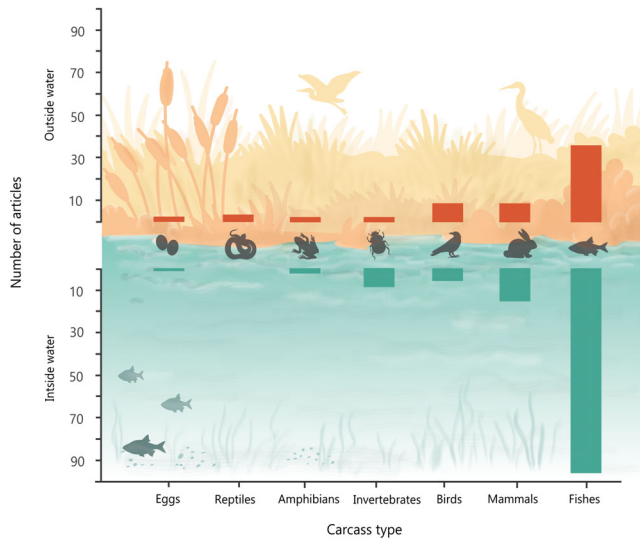 90
70
50
30
10
10
30
50
70
90
Outside water
Intside water
Number of articles
Eggs Reptiles Amphibians Invertebrates Birds Mammals Fishes
Carcass type